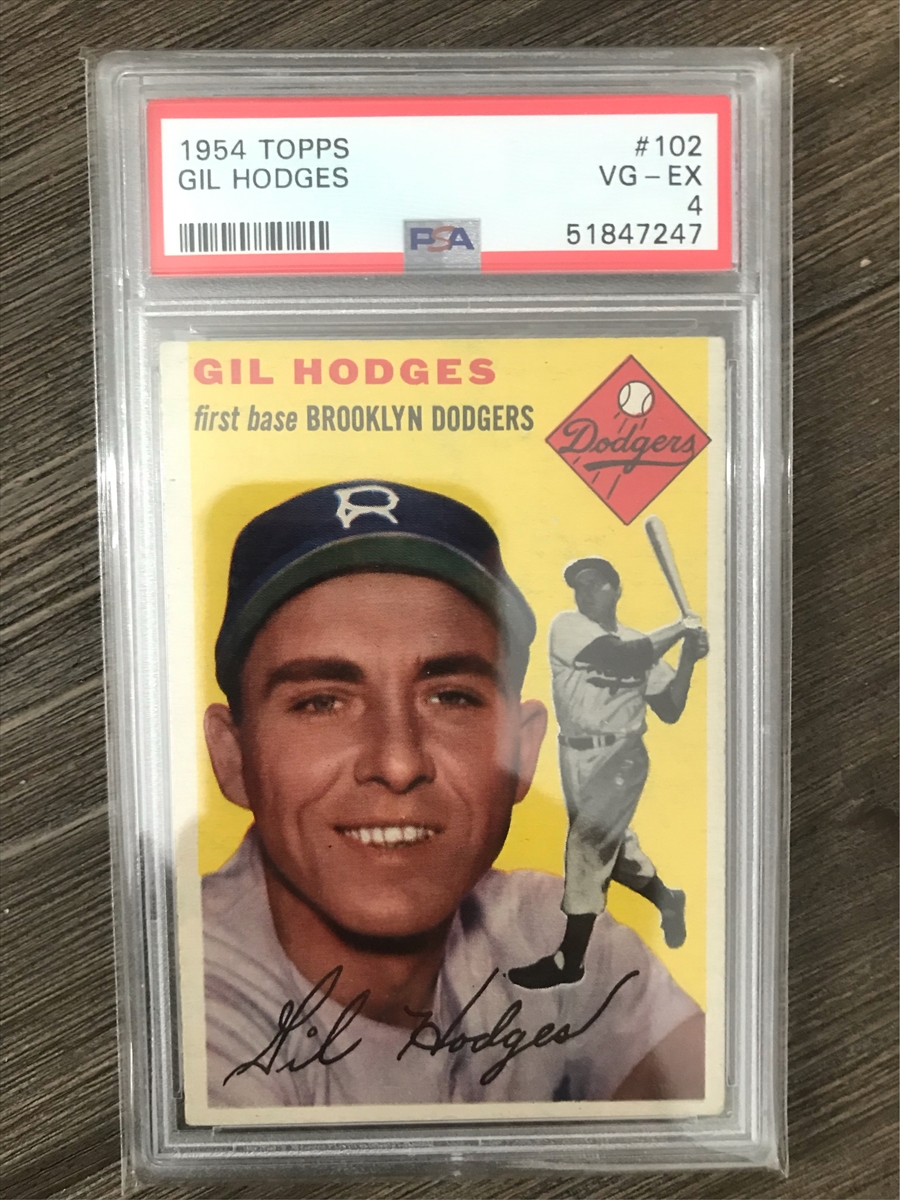 1954 TOPPS #102
GIL HODGES VG-EX
4
PSA 51847247
GIL HODGES
first base BROOKLYN DODGERS
Dodgers
B
Gil Hodges